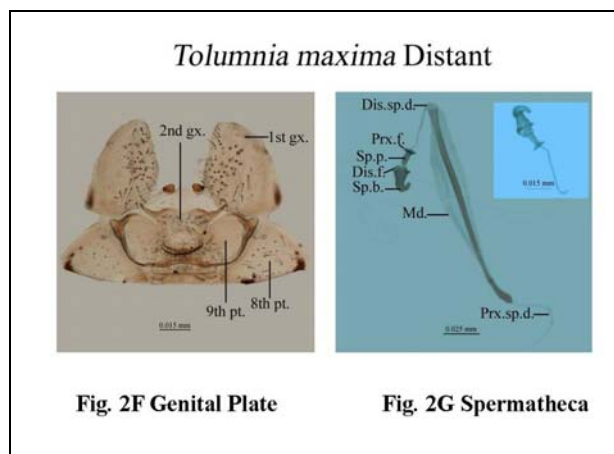 Tolumnia maxima Distant
2nd gx.
1st gx.
9th pt.
8th pt.
0.015 mm
Dis.sp.d.
Prx.f.
Sp.p.
Dis.f.
Sp.b.
Md.
Prx.sp.d.
0.015 mm
0.025 mm
Fig. 2F Genital Plate
Fig. 2G Spermatheca